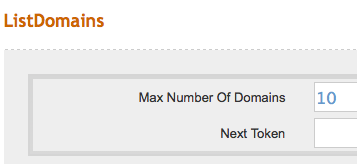 ListDomains
Max Number Of Domains 10
Next Token